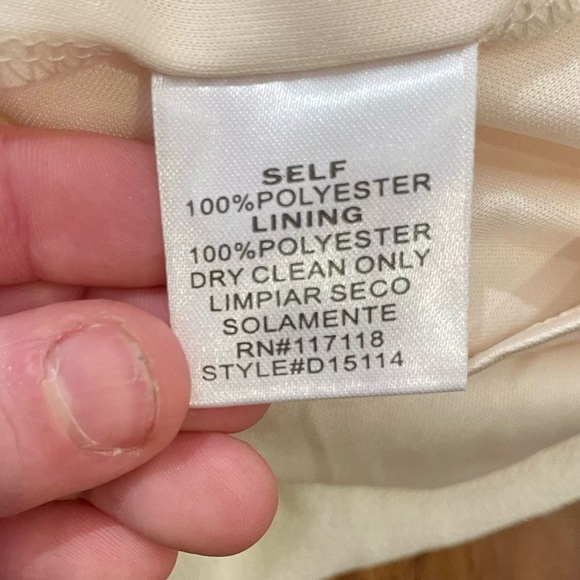 SELF
100%POLYESTER
LINING
100%POLYESTER
DRY CLEAN ONLY
LIMPIAR SECO
SOLAMENTE
RN#117118
STYLE#D15114